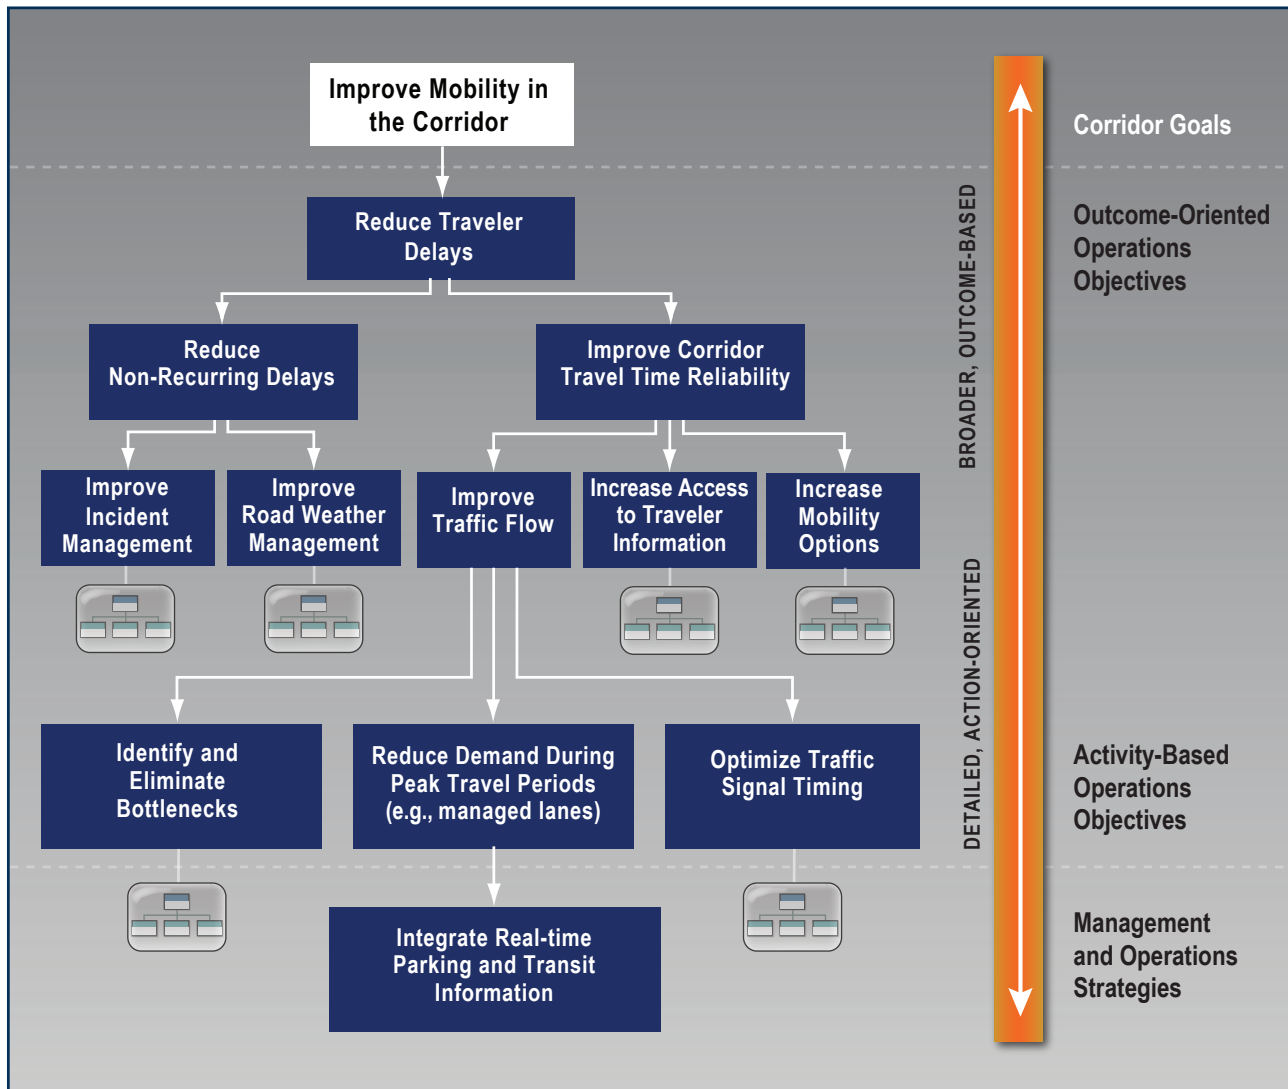 Improve Mobility in
the Corridor
Corridor Goals
Reduce Traveler
Delays
Outcome-Oriented
Operations
Objectives
BROADER, OUTCOME-BASED
Reduce
Non-Recurring Delays
Improve Corridor
Travel Time Reliability
Improve
Incident
Management
Improve
Road Weather
Management
Improve
Traffic Flow
Increase Access
to Traveler
Information
Increase
Mobility
Options
DETAILED, ACTION-ORIENTED
Identify and
Eliminate
Bottlenecks
Reduce Demand During
Peak Travel Periods
(e.g., managed lanes)
Optimize Traffic
Signal Timing
Activity-Based
Operations
Objectives
Integrate Real-time
Parking and Transit
Information
Management
and Operations
Strategies